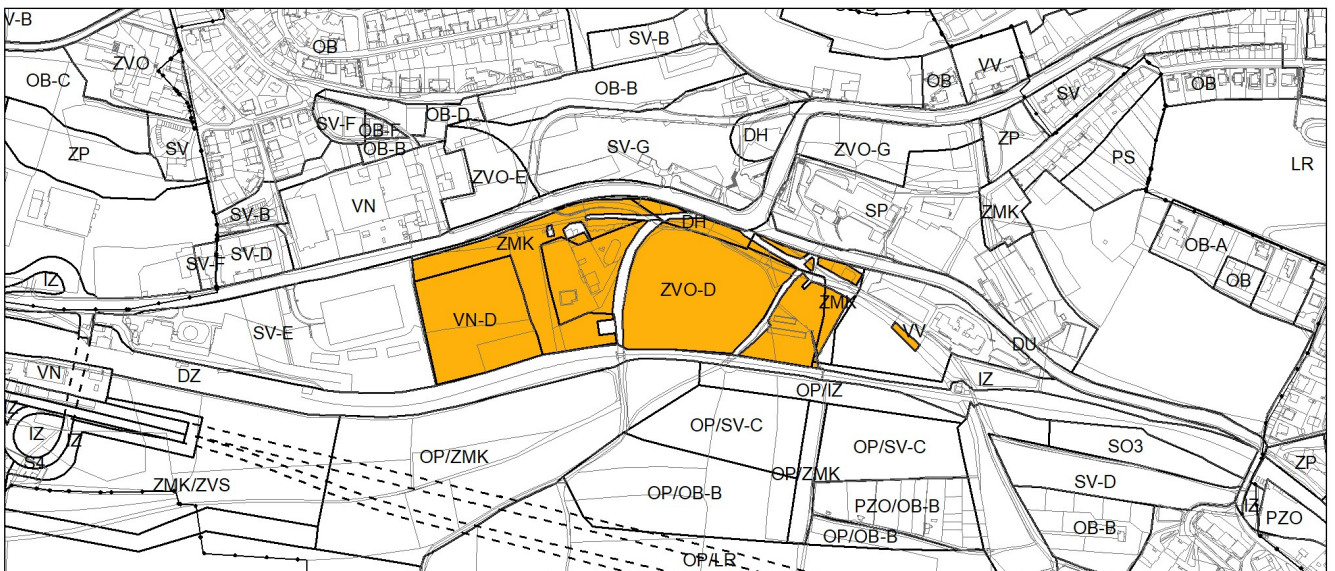 V-B
OB
SV-B
OB-C
ZVO
OB-B
OB
VV
SV
OB
SV-F
OB-F
OB-D
OB-B
ZP
SV
SV-G
DH
ZVO-G
ZP
PS
LR
ZVO-E
VN
SV-B
SP
ZMK
SV-F
SV-D
ZMK
DH
OB-A
OB
IZ
ZVO-D
ZMK
VN-D
SV-E
VV
DU
VN
DZ
IZ
OP/IZ
IZ
IZ
OP/SV-C
OP/SV-C
SO3
S4
OP/ZMK
OP/ZMK
ZP
ZMK/ZVS
SV-D
OP/OB-B
PZO/OB-B
IZ
PZO
OB-B
OP/OB-B
OP/LR